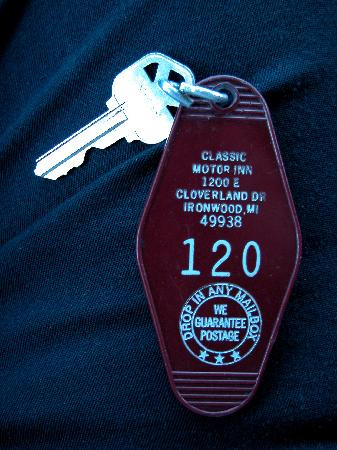 CLASSIC
MOTOR INN
1200 E
CLOVERLAND DR
IRONWOOD, MI
49938
120
DROP IN ANY MAILBOX
WE
GUARANTEE
POSTAGE